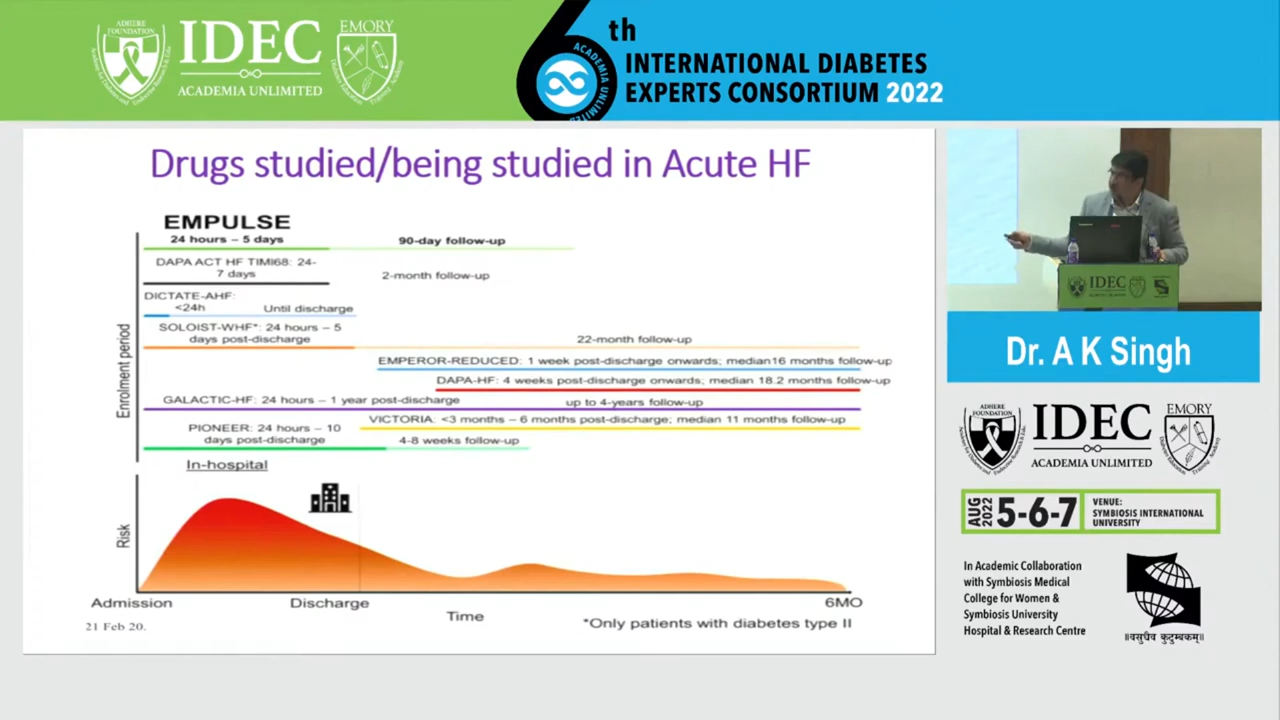 ADHERE
FOUNDATION
IDEC
ACADEMIA UNLIMITED
EMORY
6th
ACADEMIA UNLIMITED
INTERNATIONAL DIABETES
EXPERTS CONSORTIUM 2022
Drugs studied/being studied in Acute HF
EMPULSE
24 hours – 5 days
90-day follow-up
DAPA ACT HF TIMI68: 24-
7 days
2-month follow-up
DICTATE-AHF:
<24h
Until discharge
SOLOIST-WHF*: 24 hours – 5
days post-discharge
22-month follow-up
EMPEROR-REDUCED: 1 week post-discharge onwards; median16 months follow-up
DAPA-HF: 4 weeks post-discharge onwards; median 18.2 months follow-up
GALACTIC-HF: 24 hours – 1 year post-discharge
up to 4-years follow-up
VICTORIA: <3 months – 6 months post-discharge; median 11 months follow-up
PIONEER: 24 hours – 10
days post-discharge
4-8 weeks follow-up
Enrolment period
In-hospital
Risk
Admission
Discharge
Time
6MO
21 Feb 20.
*Only patients with diabetes type II
IDEC
Dr. A K Singh
ADHERE
FOUNDATION
IDEC
ACADEMIA UNLIMITED
EMORY
AUG
2022
5-6-7
VENUE:
SYMBIOSIS INTERNATIONAL
UNIVERSITY
In Academic Collaboration
with Symbiosis Medical
College for Women &
Symbiosis University
Hospital & Research Centre
॥वसुधैव कुटुम्बकम्॥